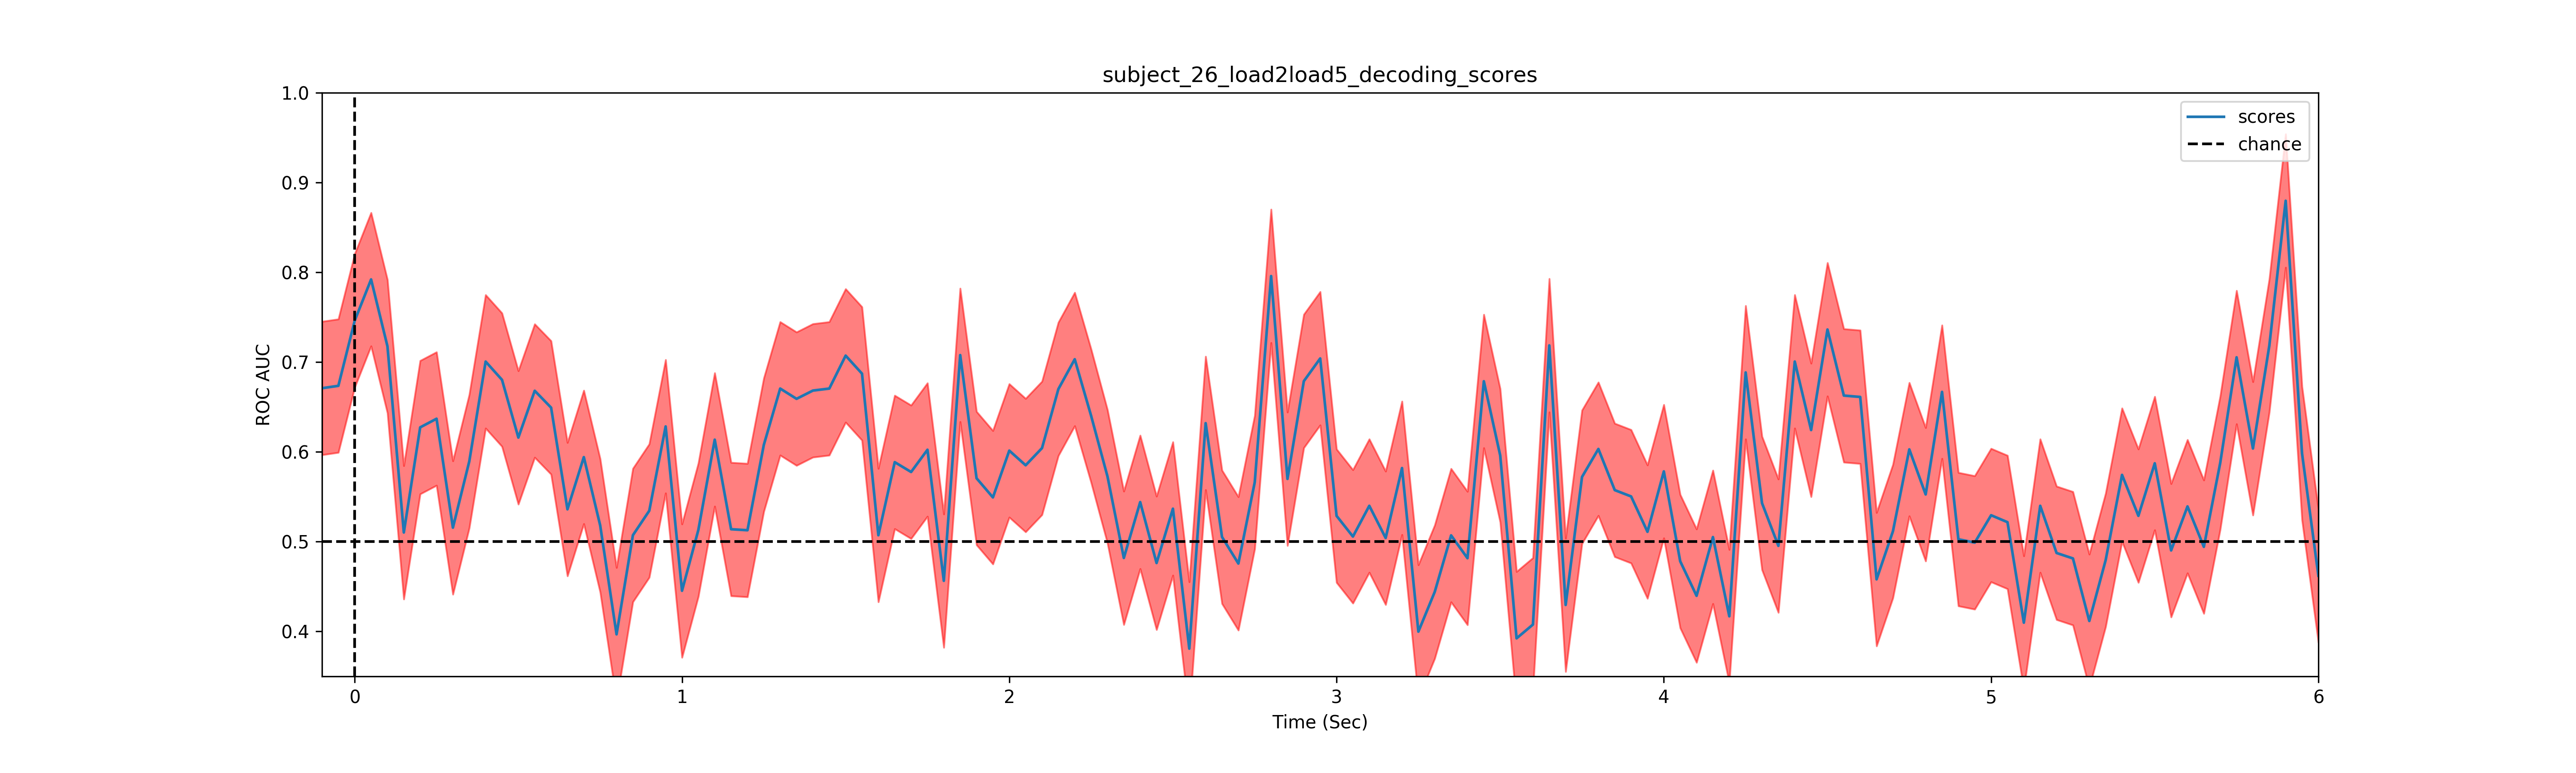 subject_26_load2load5_decoding_scores
1.0
0.9
0.8
0.7
0.6
0.5
0.4
ROC AUC
scores
chance
0 1 2 3 4 5 6
Time (Sec)